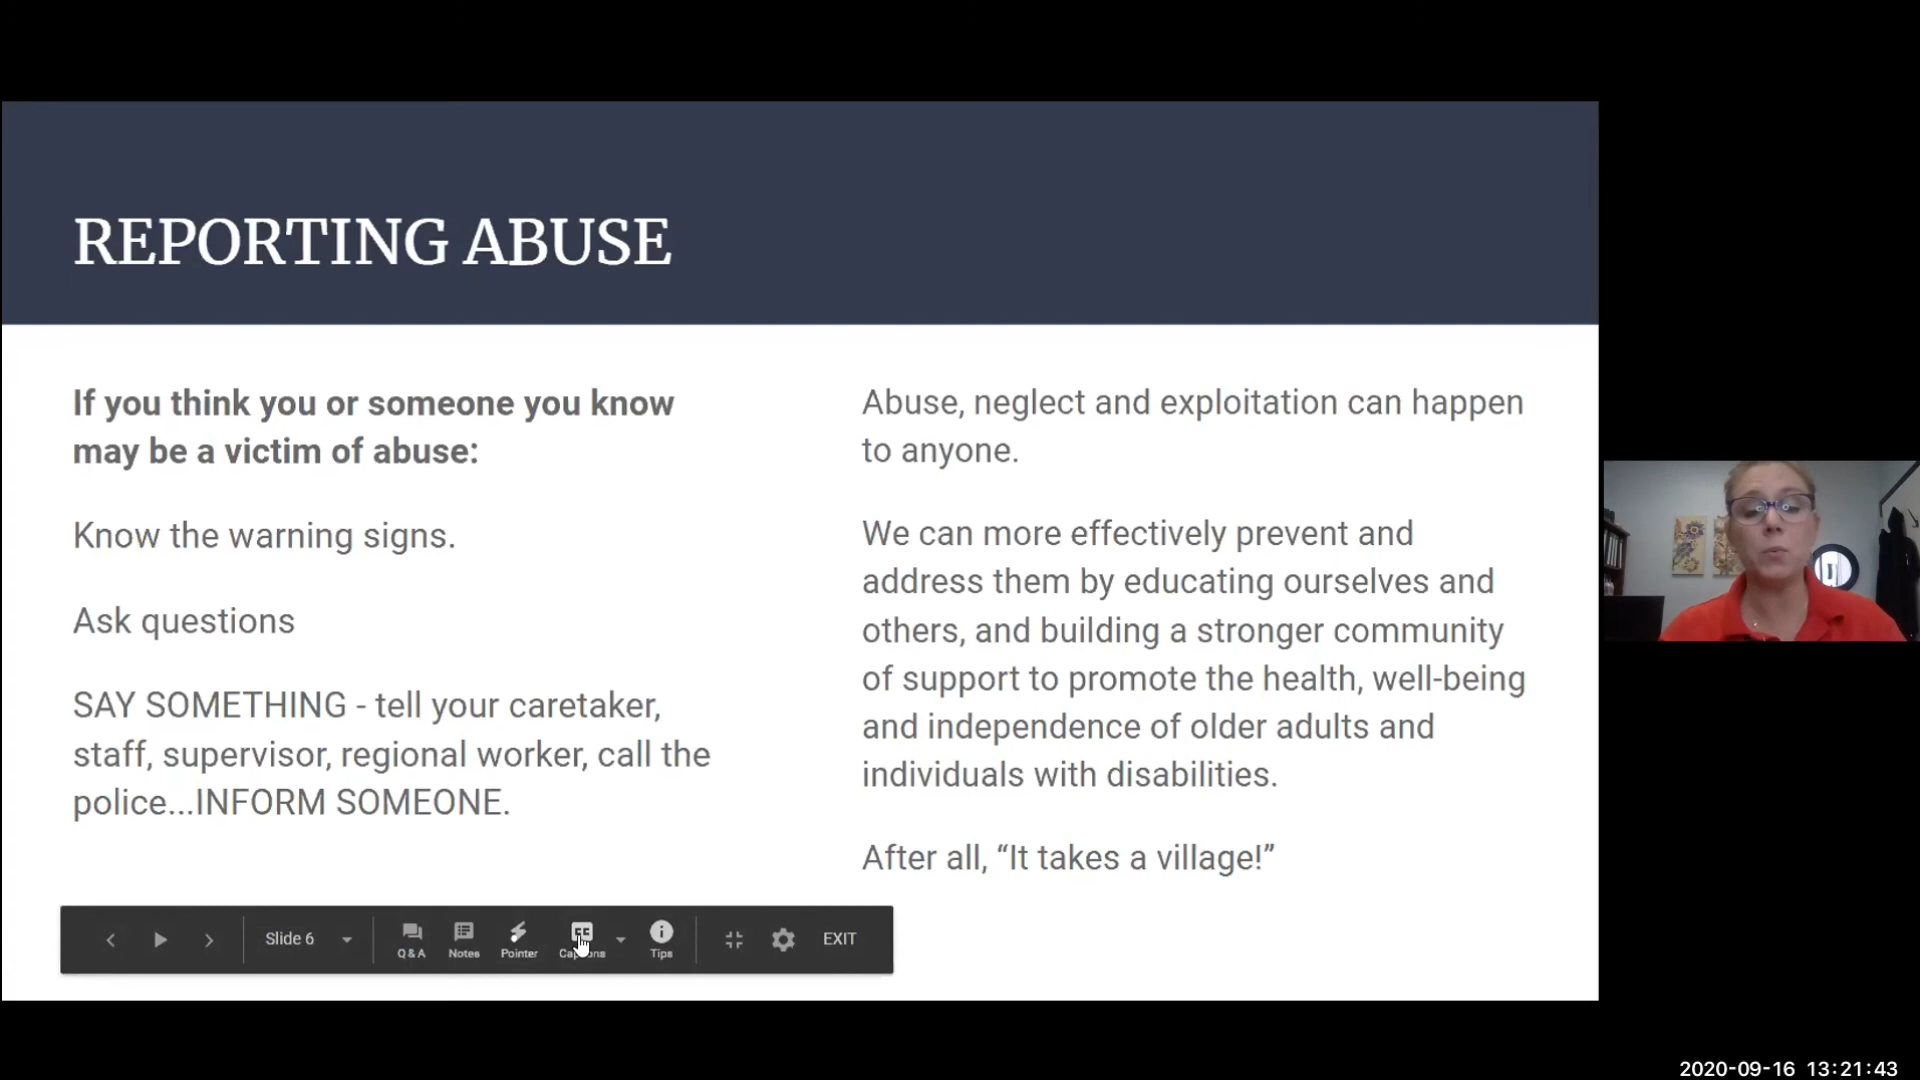 REPORTING ABUSE
If you think you or someone you know
may be a victim of abuse:
Know the warning signs.
Ask questions
SAY SOMETHING - tell your caretaker,
staff, supervisor, regional worker, call the
police...INFORM SOMEONE.
Abuse, neglect and exploitation can happen
to anyone.
We can more effectively prevent and
address them by educating ourselves and
others, and building a stronger community
of support to promote the health, well-being
and independence of older adults and
individuals with disabilities.
After all, “It takes a village!”
Slide 6
Q & A
Notes
Pointer
Tips
EXIT
2020-09-16 13:21:43